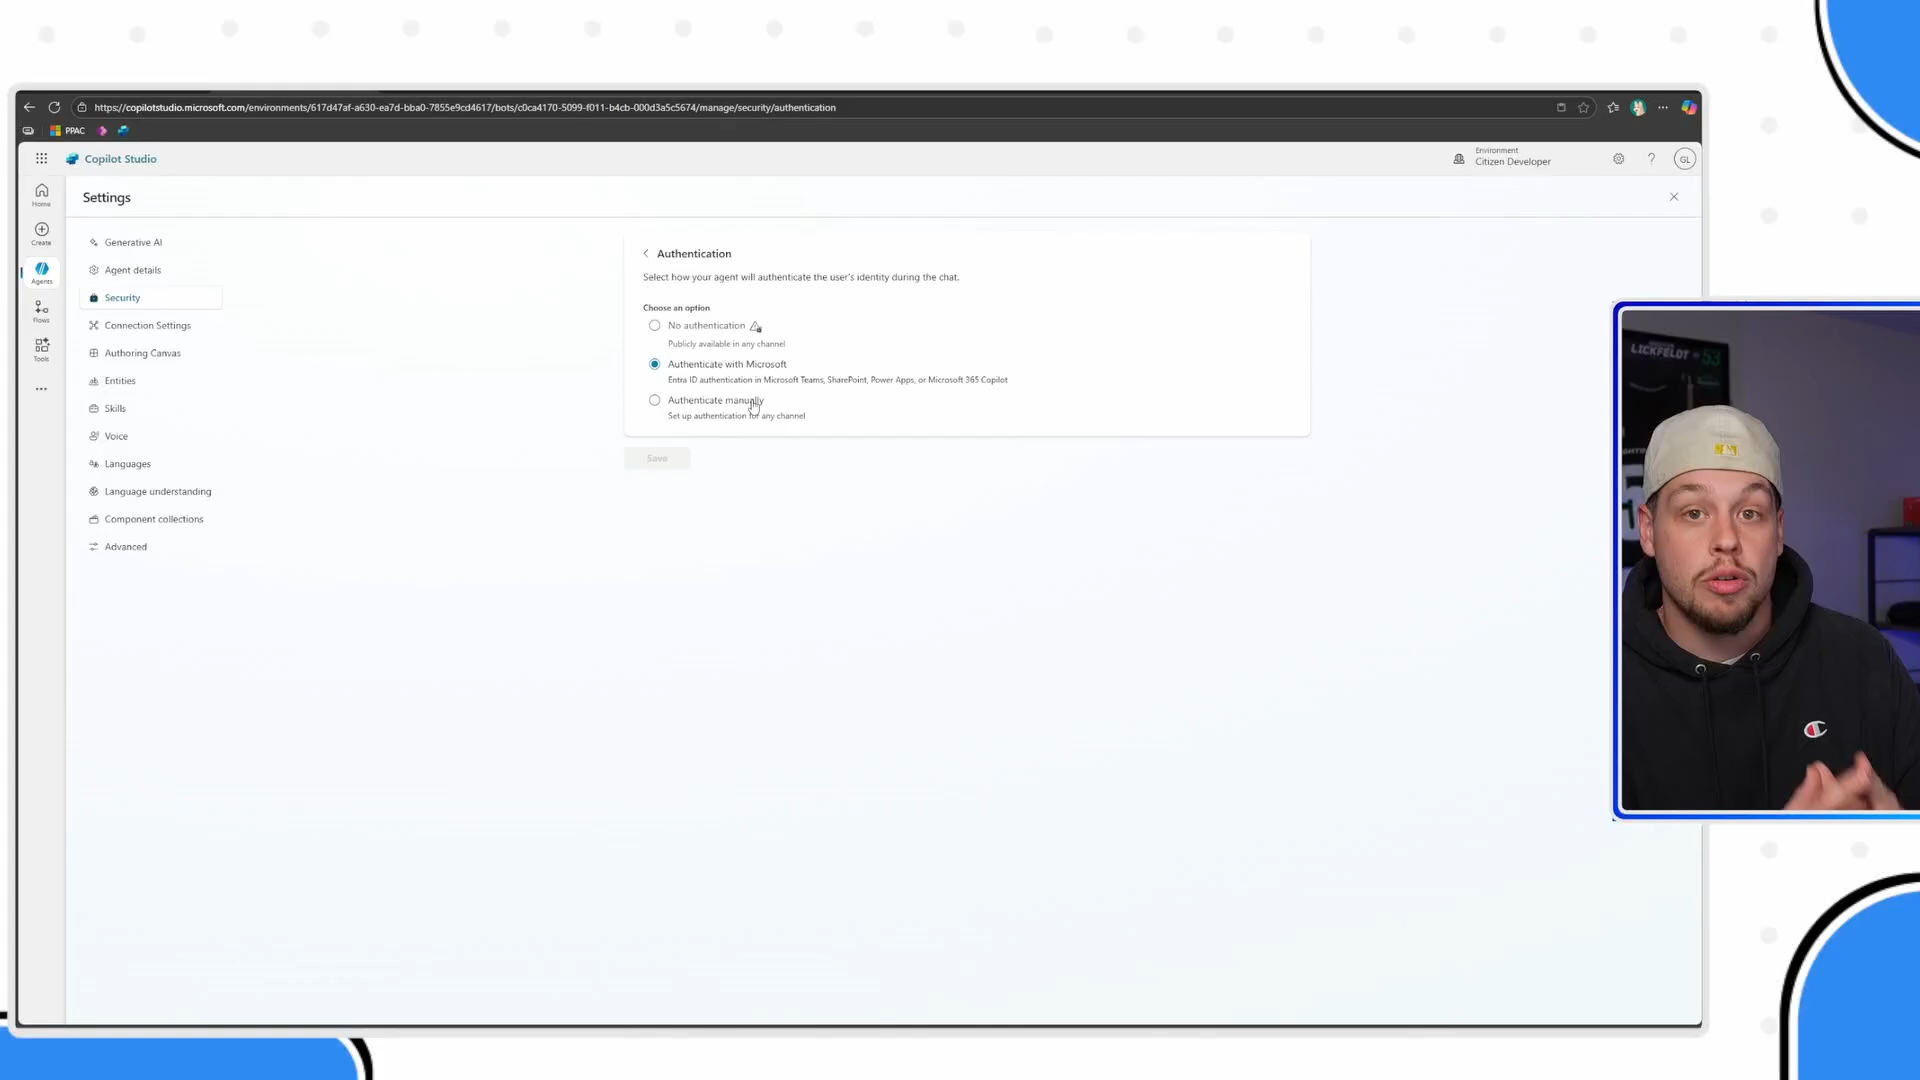 https://copilotstudio.microsoft.com/environments/617d47af-a630-ea7d-bba0-7855e9cd4617/bots/c0ca4170-5099-f011-b4cb-000d3a5c5674/manage/security/authentication
PPAC
Copilot Studio
Environment
Citizen Developer
GL
Home
Create
Agents
Flows
Tools
Settings
Generative AI
Agent details
Security
Connection Settings
Authoring Canvas
Entities
Skills
Voice
Languages
Language understanding
Component collections
Advanced
Authentication
Select how your agent will authenticate the user's identity during the chat.
Choose an option
No authentication
Publicly available in any channel
Authenticate with Microsoft
Entra ID authentication in Microsoft Teams, SharePoint, Power Apps, or Microsoft 365 Copilot
Authenticate manually
Set up authentication for any channel
Save
LICKFELDT 53